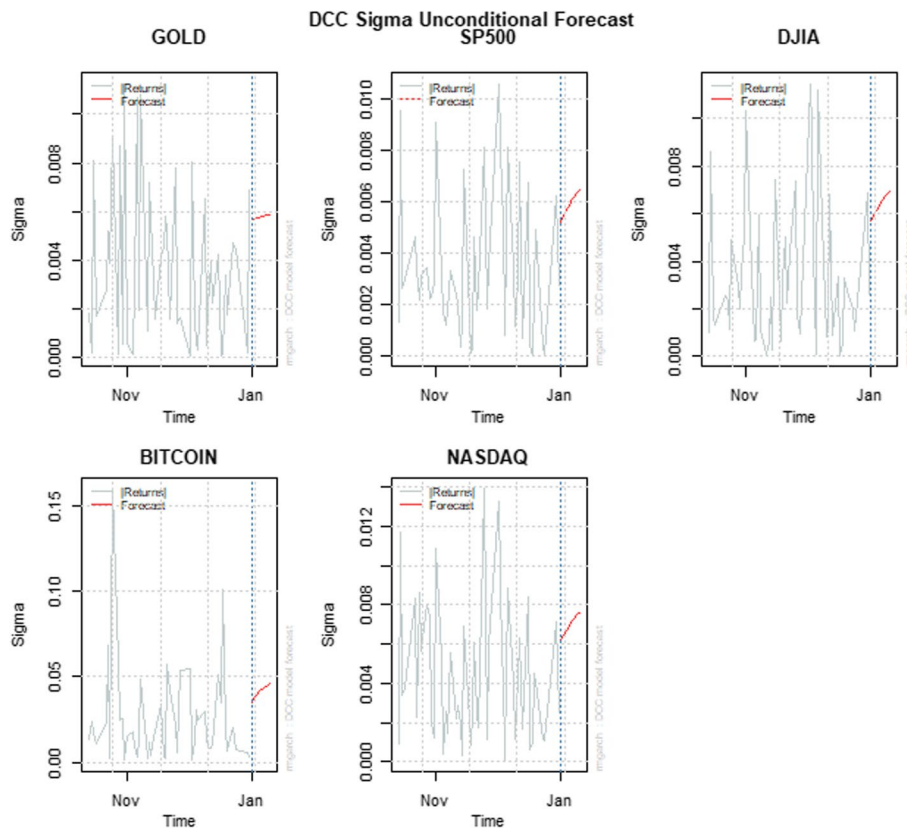 DCC Sigma Unconditional Forecast
GOLD
SP500
DJIA
|Returns|
Forecast
Sigma
0.008
0.004
0.000
Nov
Jan
Time
rmgarch : DCC model forecast
|Returns|
Forecast
Sigma
0.010
0.008
0.006
0.004
0.002
0.000
Nov
Jan
Time
rmgarch : DCC model forecast
|Returns|
Forecast
Sigma
0.008
0.004
0.000
Nov
Jan
Time
BITCOIN
NASDAQ
|Returns|
Forecast
Sigma
0.15
0.10
0.05
0.00
Nov
Jan
Time
rmgarch : DCC model forecast
|Returns|
Forecast
Sigma
0.012
0.008
0.004
0.000
Nov
Jan
Time
rmgarch : DCC model forecast